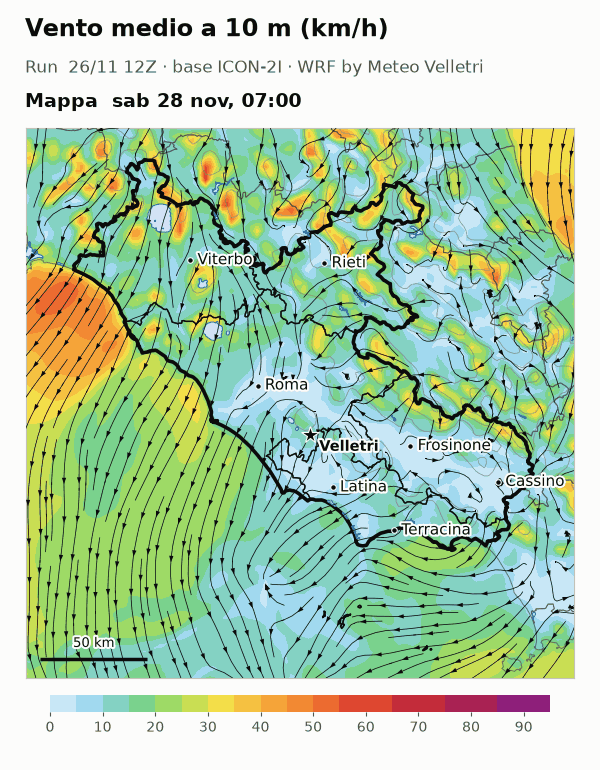 Vento medio a 10 m (km/h)
Run  26/11 12Z · base ICON-2I · WRF by Meteo Velletri
Mappa  sab 28 nov, 07:00
Viterbo
Rieti
Roma
Velletri
Frosinone
Cassino
Latina
Terracina
50 km
0 10 20 30 40 50 60 70 80 90